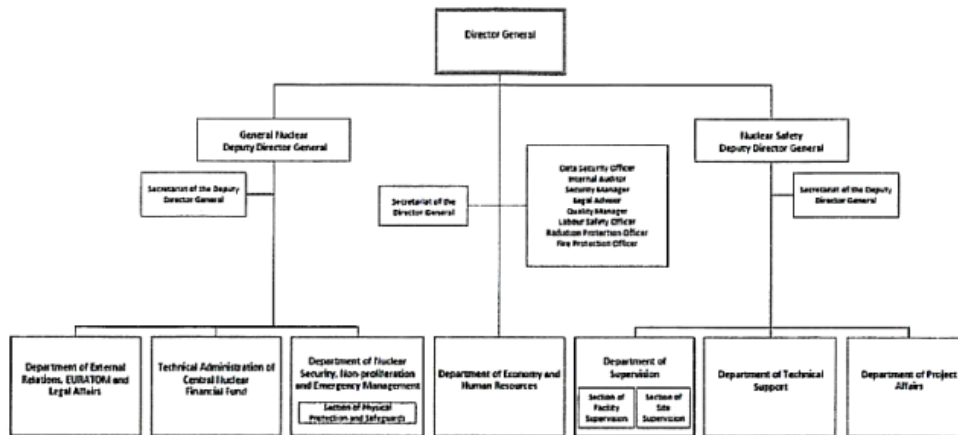 Director General
General Nuclear
Deputy Director General
Nuclear Safety
Deputy Director General
Secretariat of the Deputy
Director General
Secretariat of the
Director General
Data Security Officer
Internal Auditor
Security Manager
Legal Advisor
Quality Manager
Labour Safety Officer
Radiation Protection Officer
Fire Protection Officer
Secretariat of the Deputy
Director General
Department of External
Relations, EURATOM and
Legal Affairs
Technical Administration of
Central Nuclear
Financial Fund
Department of Nuclear
Security, Non-proliferation
and Emergency Management
Section of Physical
Protection and Safeguards
Department of Economy and
Human Resources
Department of
Supervision
Section of
Facility
Supervision
Section of
Site
Supervision
Department of Technical
Support
Department of Project
Affairs